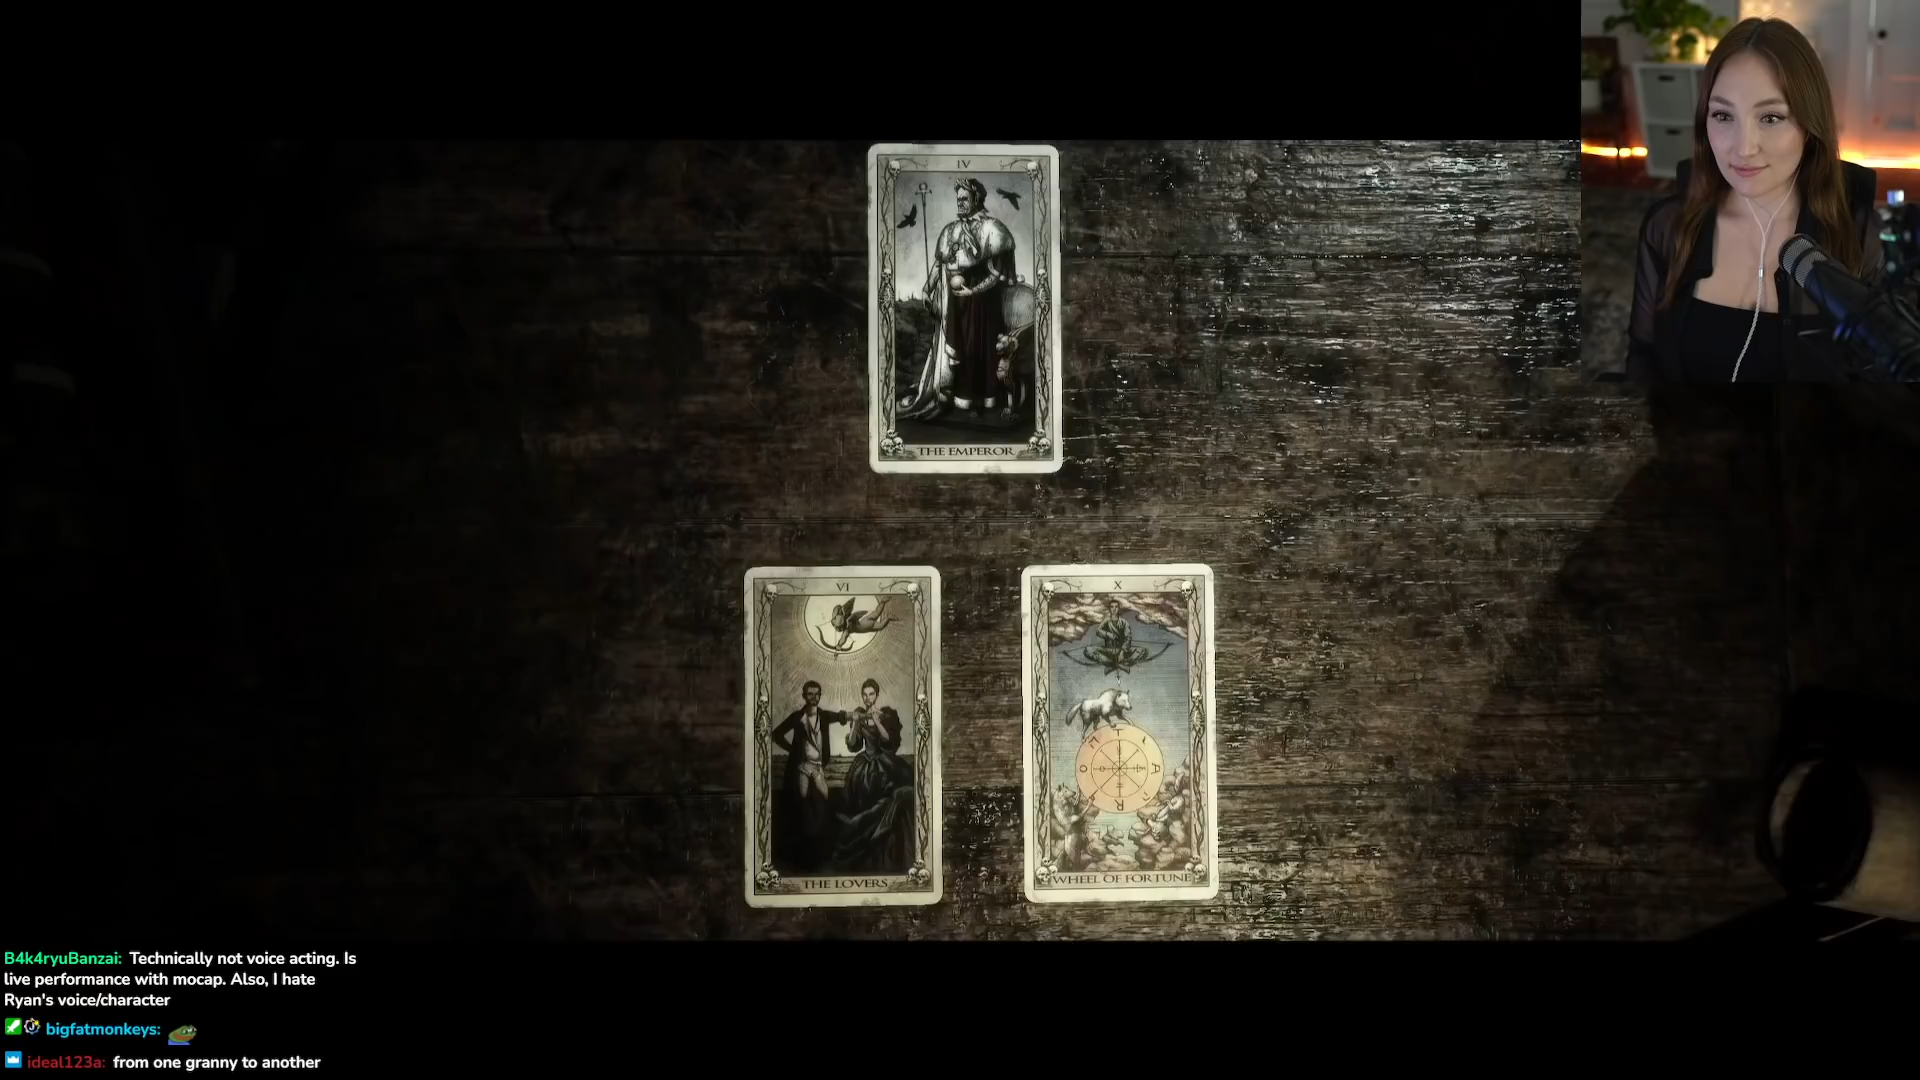 IV
THE EMPEROR
VI
THE LOVERS
X
WHEEL OF FORTUNE
B4k4ryuBanzai: Technically not voice acting. Is
live performance with mocap. Also, I hate
Ryan's voice/character
bigfatmonkeys:
ideal123a: from one granny to another